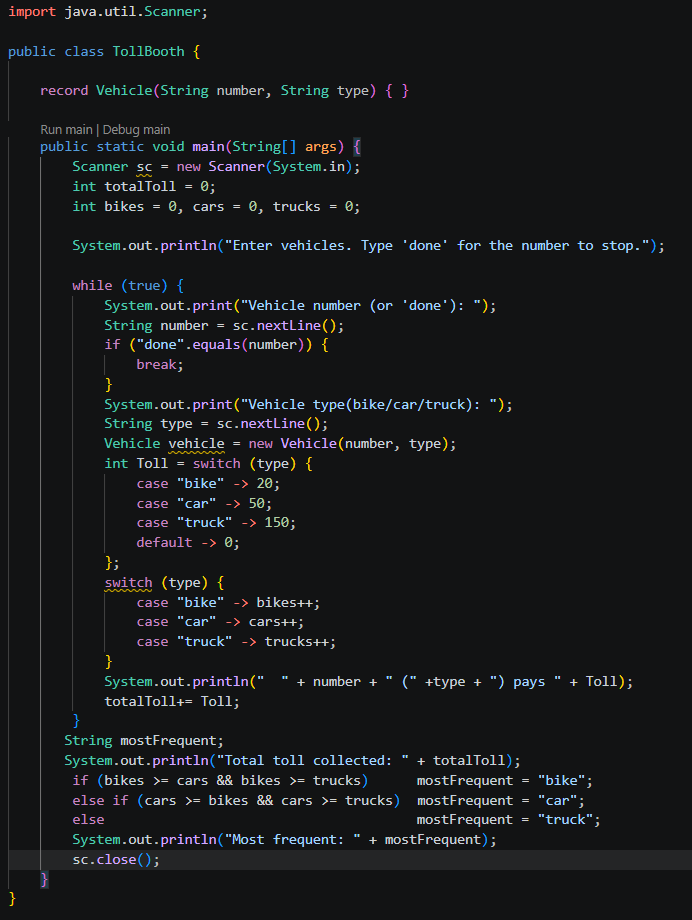 import java.util.Scanner;
public class TollBooth {
record Vehicle(String number, String type) { }
Run main | Debug main
public static void main(String[] args) {
Scanner sc = new Scanner(System.in);
int totalToll = 0;
int bikes = 0, cars = 0, trucks = 0;
System.out.println("Enter vehicles. Type 'done' for the number to stop.");
while (true) {
System.out.print("Vehicle number (or 'done'): ");
String number = sc.nextLine();
if ("done".equals(number)) {
break;
}
System.out.print("Vehicle type(bike/car/truck): ");
String type = sc.nextLine();
Vehicle vehicle = new Vehicle(number, type);
int Toll = switch (type) {
case "bike" -> 20;
case "car" -> 50;
case "truck" -> 150;
default -> 0;
};
switch (type) {
case "bike" -> bikes++;
case "car" -> cars++;
case "truck" -> trucks++;
}
System.out.println("  " + number + " (" +type + ") pays " + Toll);
totalToll+= Toll;
}
String mostFrequent;
System.out.println("Total toll collected: " + totalToll);
if (bikes >= cars && bikes >= trucks)      mostFrequent = "bike";
else if (cars >= bikes && cars >= trucks)  mostFrequent = "car";
else                                       mostFrequent = "truck";
System.out.println("Most frequent: " + mostFrequent);
sc.close();
}
}